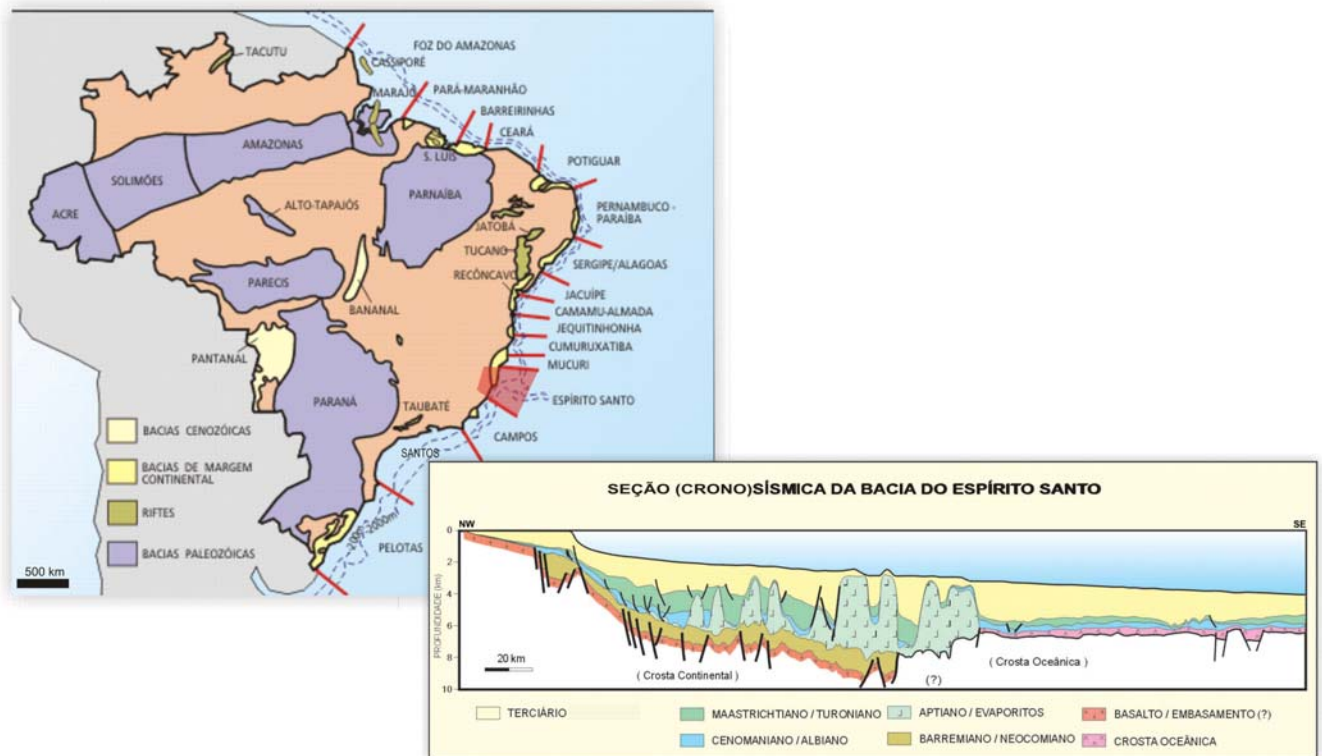 TACUTU
FOZ DO AMAZONAS
CASSIPORÉ
MARAJÓ
PARÁ-MARANHÃO
BARREIRINHAS
CEARÁ
S. LUIS
AMAZONAS
SOLIMÕES
POTIGUAR
PARNAÍBA
ACRE
ALTO-TAPAJÓS
PERNAMBUCO -
PARAÍBA
JATOBÁ
TUCANO
SERGIPE/ALAGOAS
RECÔNCAVO
PARECIS
JACUÍPE
BANANAL
CAMAMU-ALMADA
JEQUITINHONHA
CUMURUXATIBA
PANTANAL
MUCURI
PARANÁ
TAUBATÉ
ESPÍRITO SANTO
BACIAS CENOZÓICAS
CAMPOS
SANTOS
BACIAS DE MARGEM
CONTINENTAL
RIFTES
200m
2000m
PELOTAS
BACIAS PALEOZÓICAS
500 km
SEÇÃO (CRONO)SÍSMICA DA BACIA DO ESPÍRITO SANTO
NW
SE
0
2
4
6
8
10
PROFUNDIDADE (km)
20 km
( Crosta Continental )
(?)
( Crosta Oceânica )
TERCIÁRIO
MAASTRICHTIANO / TURONIANO
APTIANO / EVAPORITOS
BASALTO / EMBASAMENTO (?)
CENOMANIANO / ALBIANO
BARREMIANO / NEOCOMIANO
CROSTA OCEÂNICA